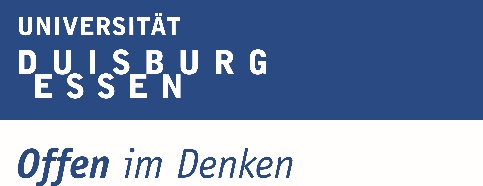 UNIVERSITÄT
DUISBURG
ESSEN
Offen im Denken